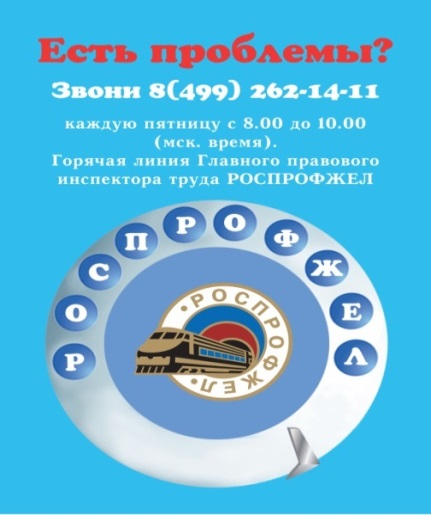 Есть проблемы?
Звони 8(499) 262-14-11
каждую пятницу с 8.00 до 10.00
(мск. время).
Горячая линия Главного правового
инспектора труда РОСПРОФЖЕЛ
РОСПРОФЖЕЛ
•РОСПРОФЖЕЛ•